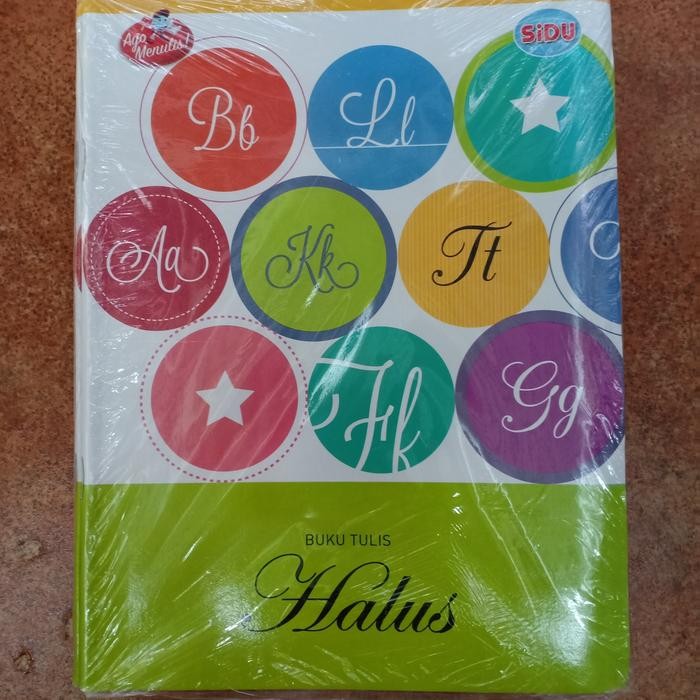 Ayo
Menulis!
SiDU
Bb
Ll
Aa
Kk
Tt
Ff
Gg
BUKU TULIS
Halus